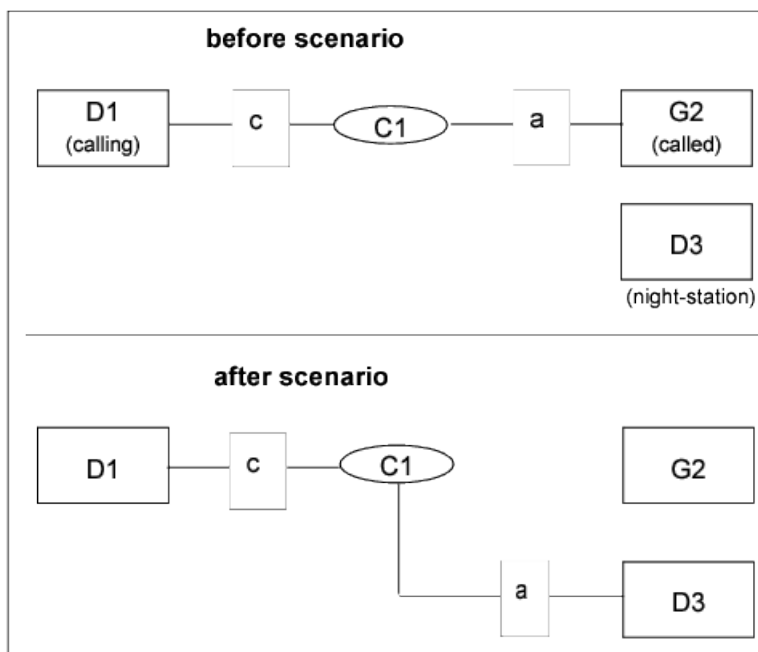 before scenario
D1 c C1 a G2
(calling) (called)
D3
(night-station)
after scenario
D1 c C1 G2
a D3